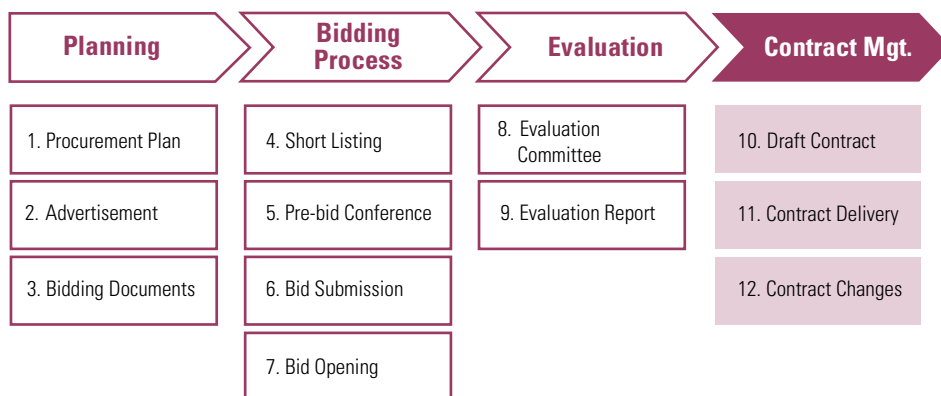 Planning
Bidding
Process
Evaluation
Contract Mgt.
1. Procurement Plan
2. Advertisement
3. Bidding Documents
4. Short Listing
5. Pre-bid Conference
6. Bid Submission
7. Bid Opening
8. Evaluation
Committee
9. Evaluation Report
10. Draft Contract
11. Contract Delivery
12. Contract Changes